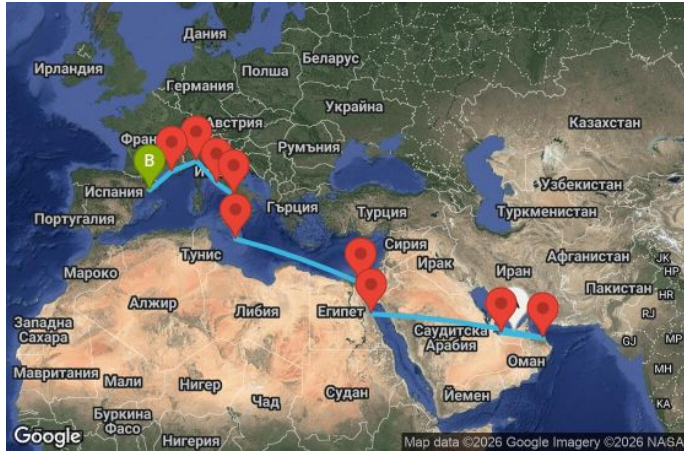 Дания
Ирландия
Беларус
Полша
Германия
Украйна
Австрия
Казахстан
Фран
Румъния
B
И
Испания
Узбекистан
Гърция
Турция
Туркменистан
Португалия
Сирия
Тунис
Афганистан
JK
HP
Ирак
Иран
Мароко
Пакистан
HR
Алжир
Либия
Египет
RJ
Западна
Сахара
Саудитска
Арабия
GJ
MP
Оман
Мавритания
Мали
Нигер
MH
Чад
Судан
Йемен
KA
Буркина
Фасо
Нигерия
Google
Map data ©2026 Google Imagery ©2026 NASA